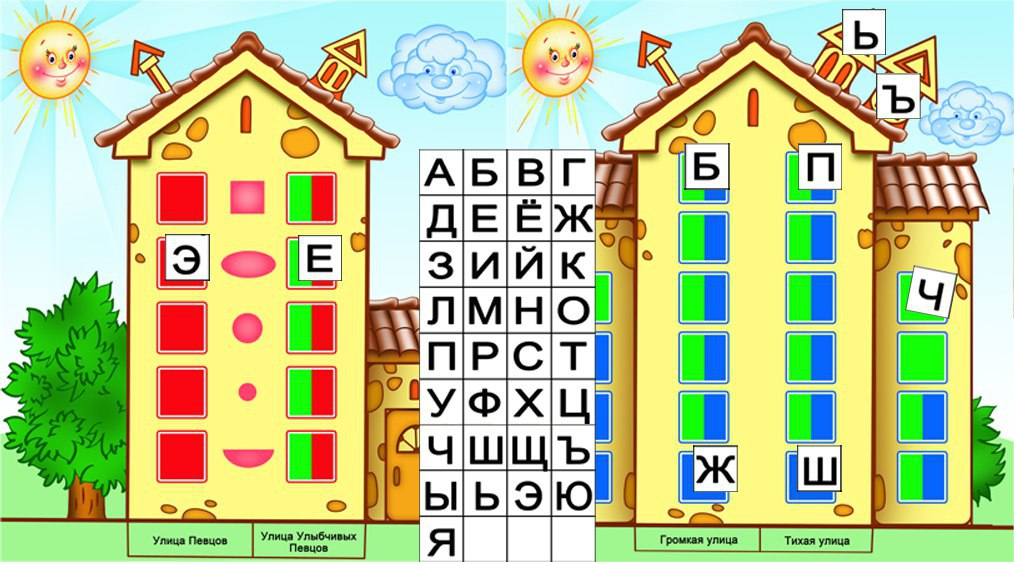 Э Е
Улица Певцов
Улица Улыбчивых
Певцов
А Б В Г
Д Е Ё Ж
З И Й К
Л М Н О
П Р С Т
У Ф Х Ц
Ч Ш Щ Ъ
Ы Ь Э Ю
Я
Ь
Ъ
Б П
Ч
Ж Ш
Громкая улица
Тихая улица